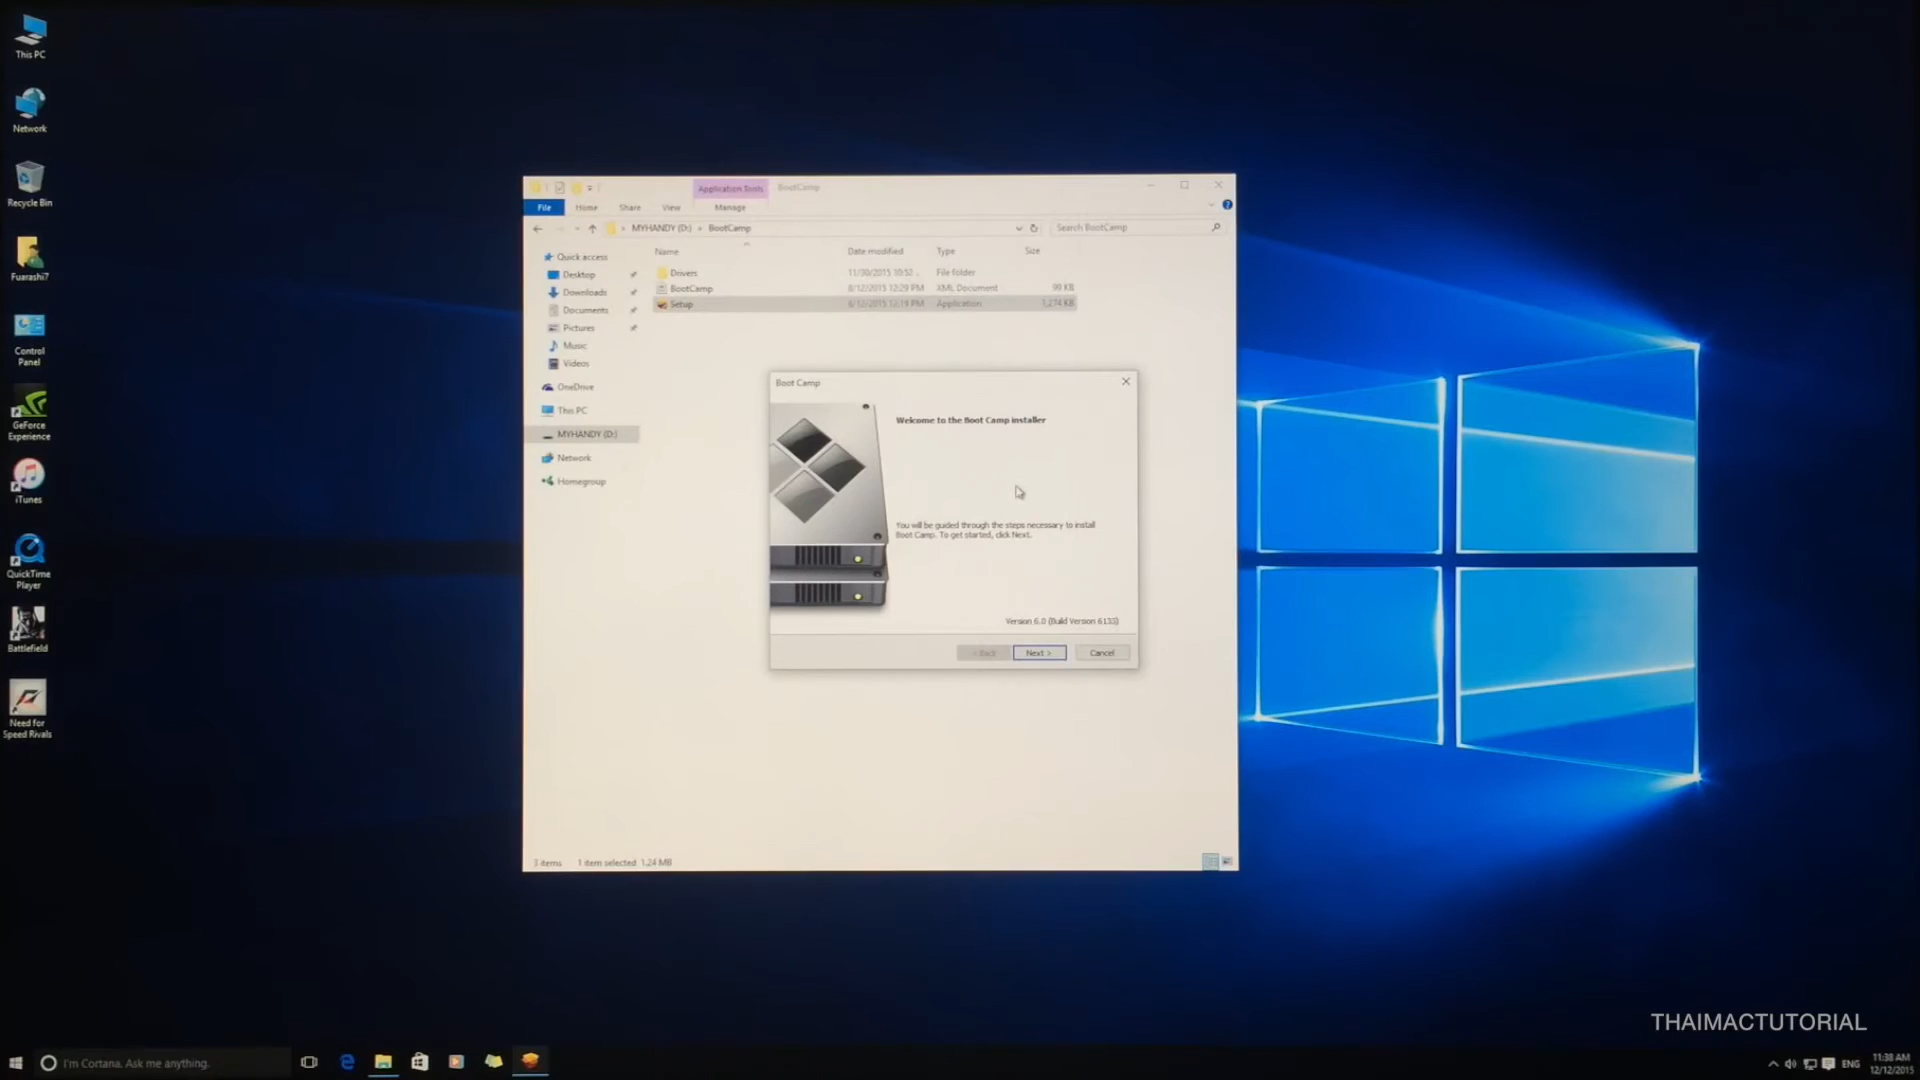 This PC
Network
Recycle Bin
Fuarashi7
Control
Panel
GeForce
Experience
iTunes
QuickTime
Player
Battlefield
Need for
Speed Rivals
Application Tools
BootCamp
File
Home
Share
View
Manage
MYHANDY (D:)
BootCamp
Search BootCamp
Name
Date modified
Type
Size
Drivers
11/30/2015 10:52 ..
File folder
BootCamp
8/12/2015 12:29 PM
XML Document
99 KB
Setup
8/12/2015 12:19 PM
Application
1,274 KB
Quick access
Desktop
Downloads
Documents
Pictures
Music
Videos
OneDrive
This PC
MYHANDY (D:)
Network
Homegroup
Boot Camp
Welcome to the Boot Camp installer
You will be guided through the steps necessary to install
Boot Camp. To get started, click Next.
Version 6.0 (Build Version 6133)
< Back
Next >
Cancel
3 items
1 item selected 1.24 MB
THAIMACTUTORIAL
I'm Cortana. Ask me anything.
ENG
11:38 AM
12/12/2015